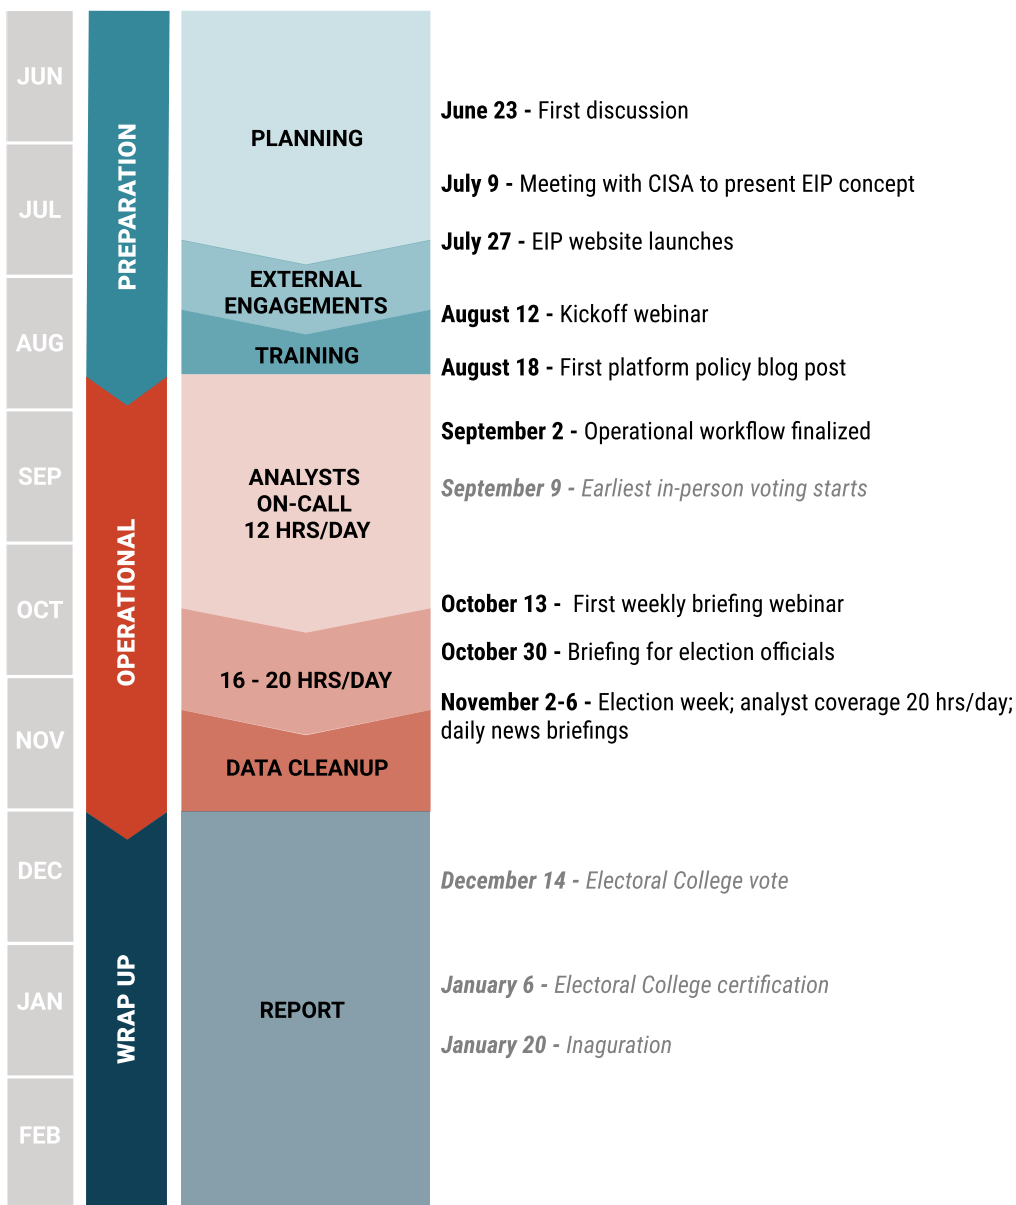 JUN
JUL
AUG
SEP
OCT
NOV
DEC
JAN
FEB
PREPARATION
OPERATIONAL
WRAP UP
PLANNING
EXTERNAL
ENGAGEMENTS
TRAINING
ANALYSTS
ON-CALL
12 HRS/DAY
16 - 20 HRS/DAY
DATA CLEANUP
REPORT
June 23 - First discussion
July 9 - Meeting with CISA to present EIP concept
July 27 - EIP website launches
August 12 - Kickoff webinar
August 18 - First platform policy blog post
September 2 - Operational workflow finalized
September 9 - Earliest in-person voting starts
October 13 - First weekly briefing webinar
October 30 - Briefing for election officials
November 2-6 - Election week; analyst coverage 20 hrs/day;
daily news briefings
December 14 - Electoral College vote
January 6 - Electoral College certification
January 20 - Inaguration